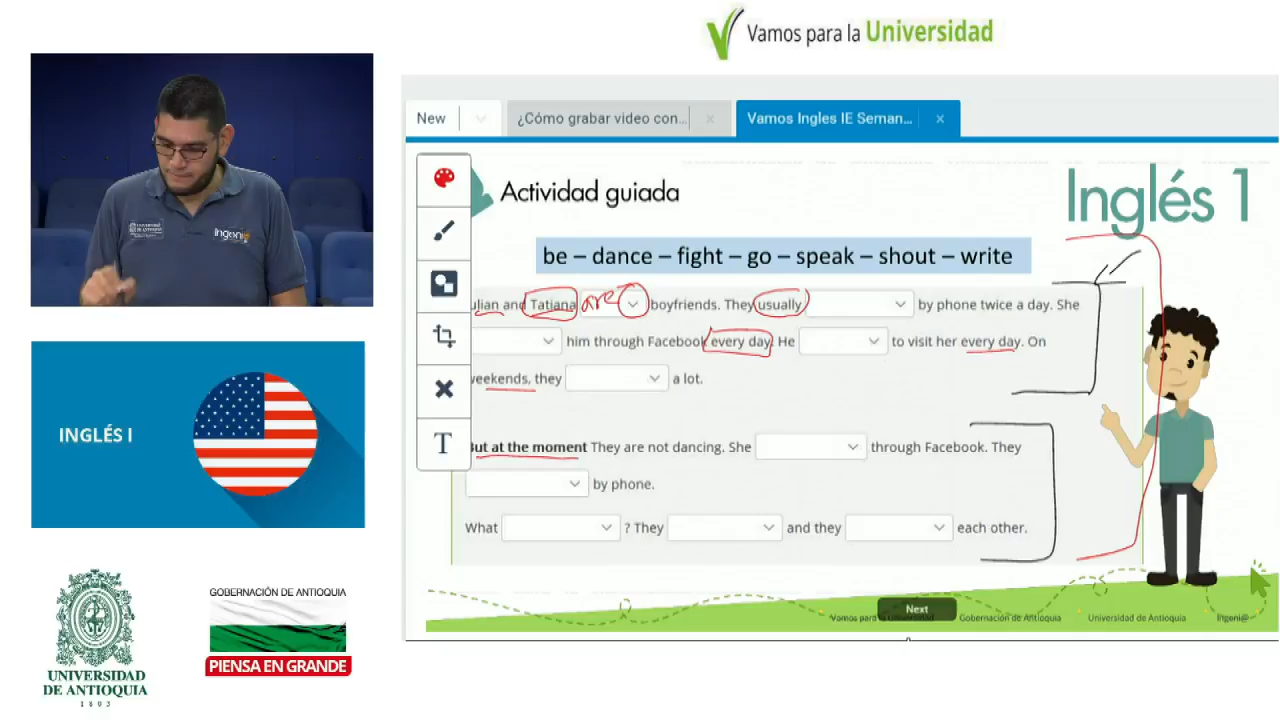 Vamos para la Universidad
New
¿Cómo grabar video con...
Vamos Ingles IE Seman...
Actividad guiada
Inglés 1
be – dance – fight – go – speak – shout – write
ulian and Tatiana are boyfriends. They usually by phone twice a day. She
him through Facebook every day. He to visit her every day. On
weekends, they a lot.
But at the moment They are not dancing. She through Facebook. They
by phone.
What ? They and they each other.
Next
Vamos para la Universidad Gobernación de Antioquia Universidad de Antioquia Ingeni@
Ingeni@
INGLÉS I
UNIVERSIDAD
DE ANTIOQUIA
1803
GOBERNACIÓN DE ANTIOQUIA
PIENSA EN GRANDE
T